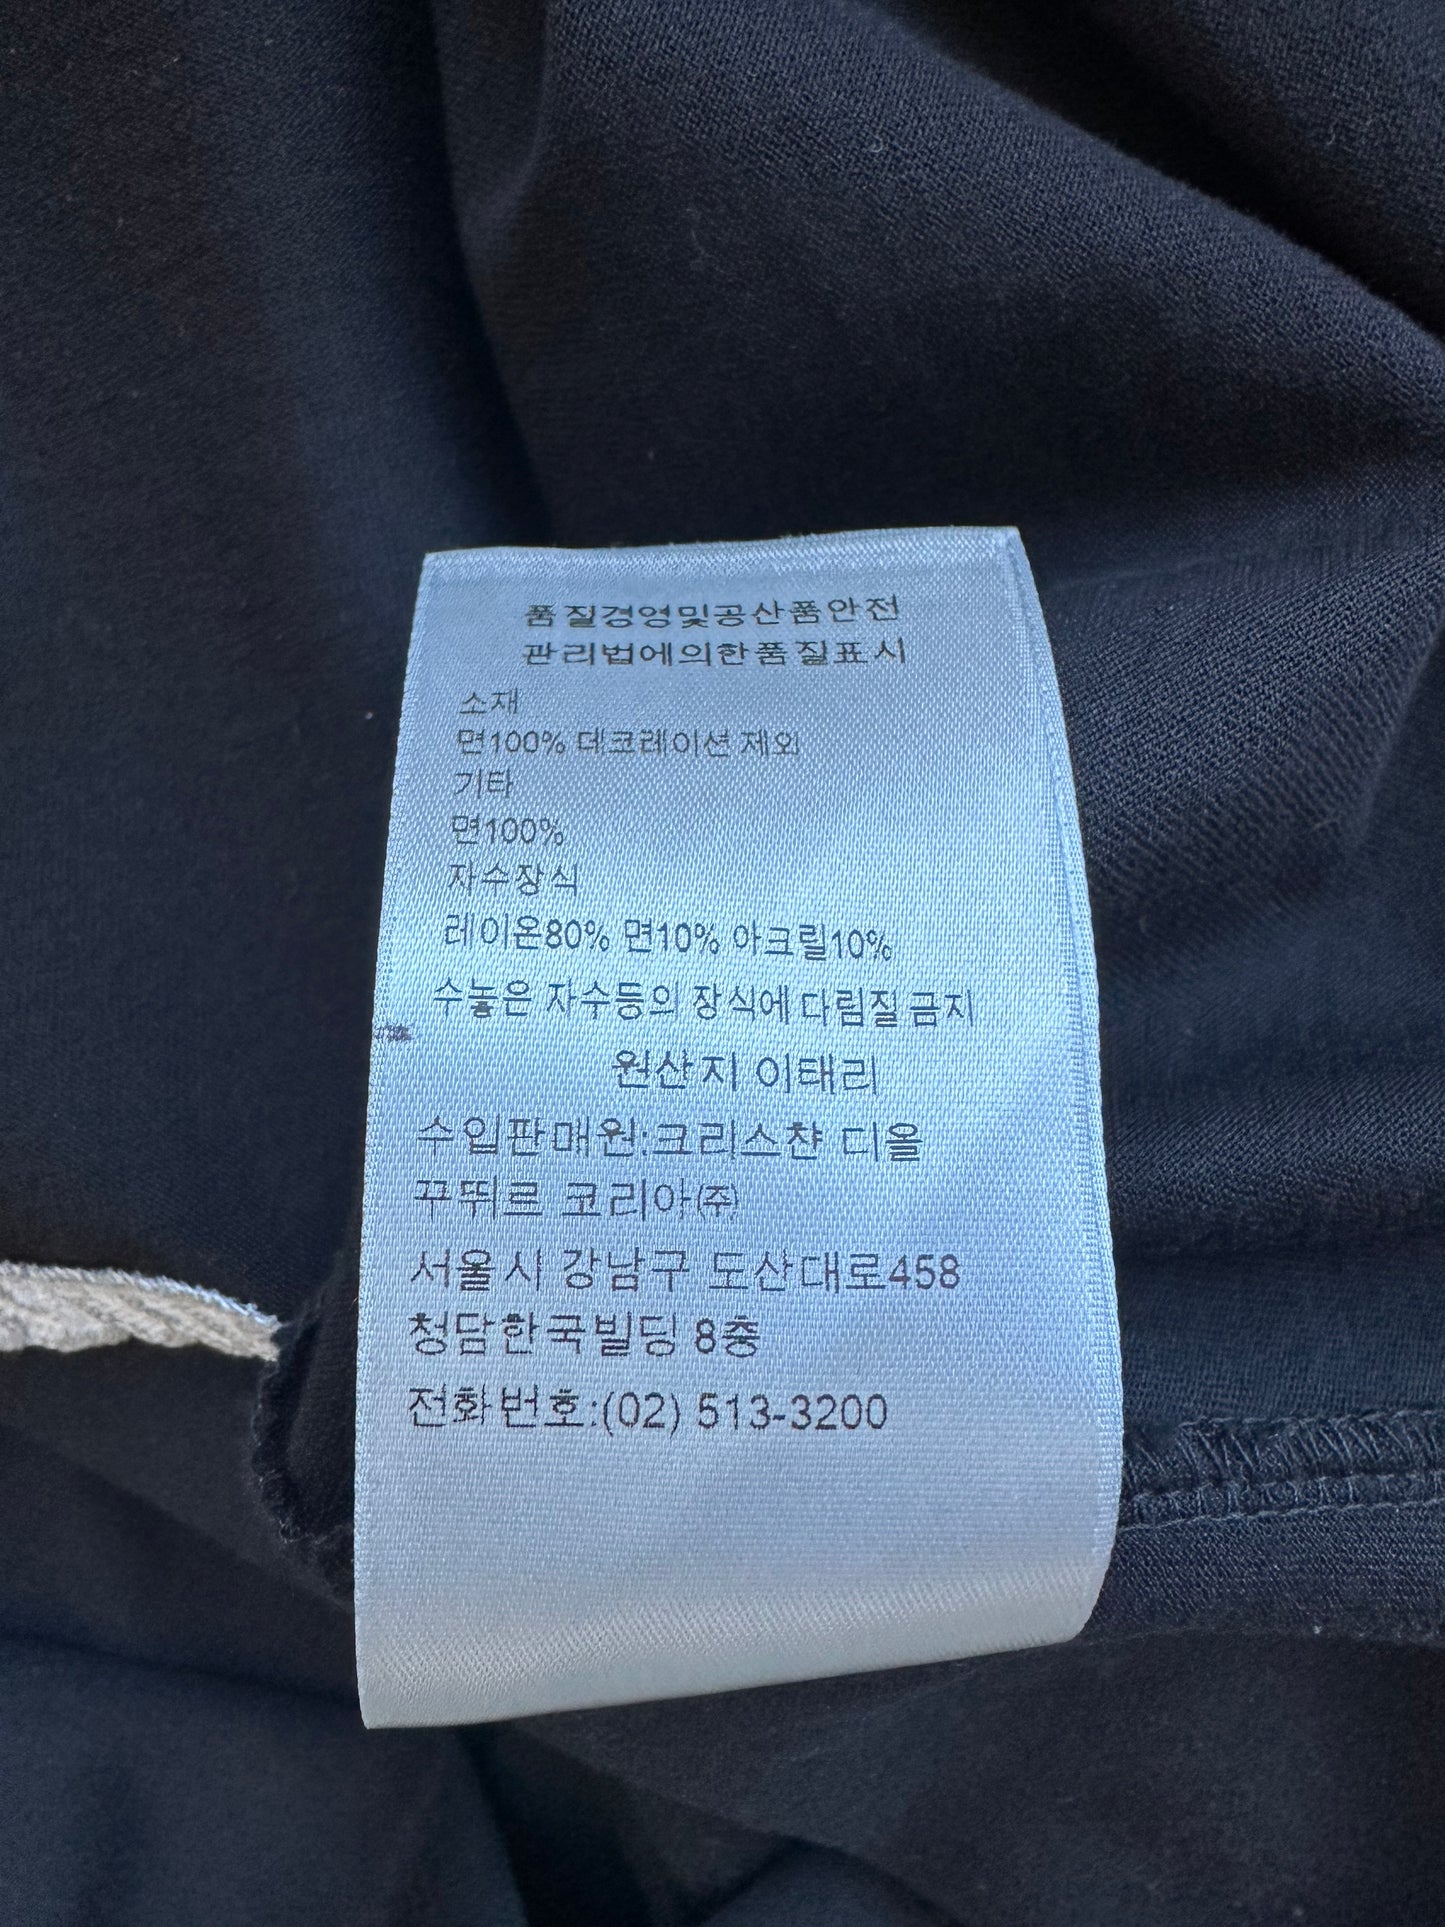 품질경영및공산품안전
관리법에의한품질표시
소재
면100% 데코레이션 제외
기타
면100%
자수장식
레이온80% 면10% 아크릴10%
수놓은 자수등의 장식에 다림질 금지
원산지 이태리
수입판매원:크리스챤 디올
꾸뛰르 코리아㈜
서울시 강남구 도산대로458
청담한국빌딩 8층
전화번호:(02) 513-3200